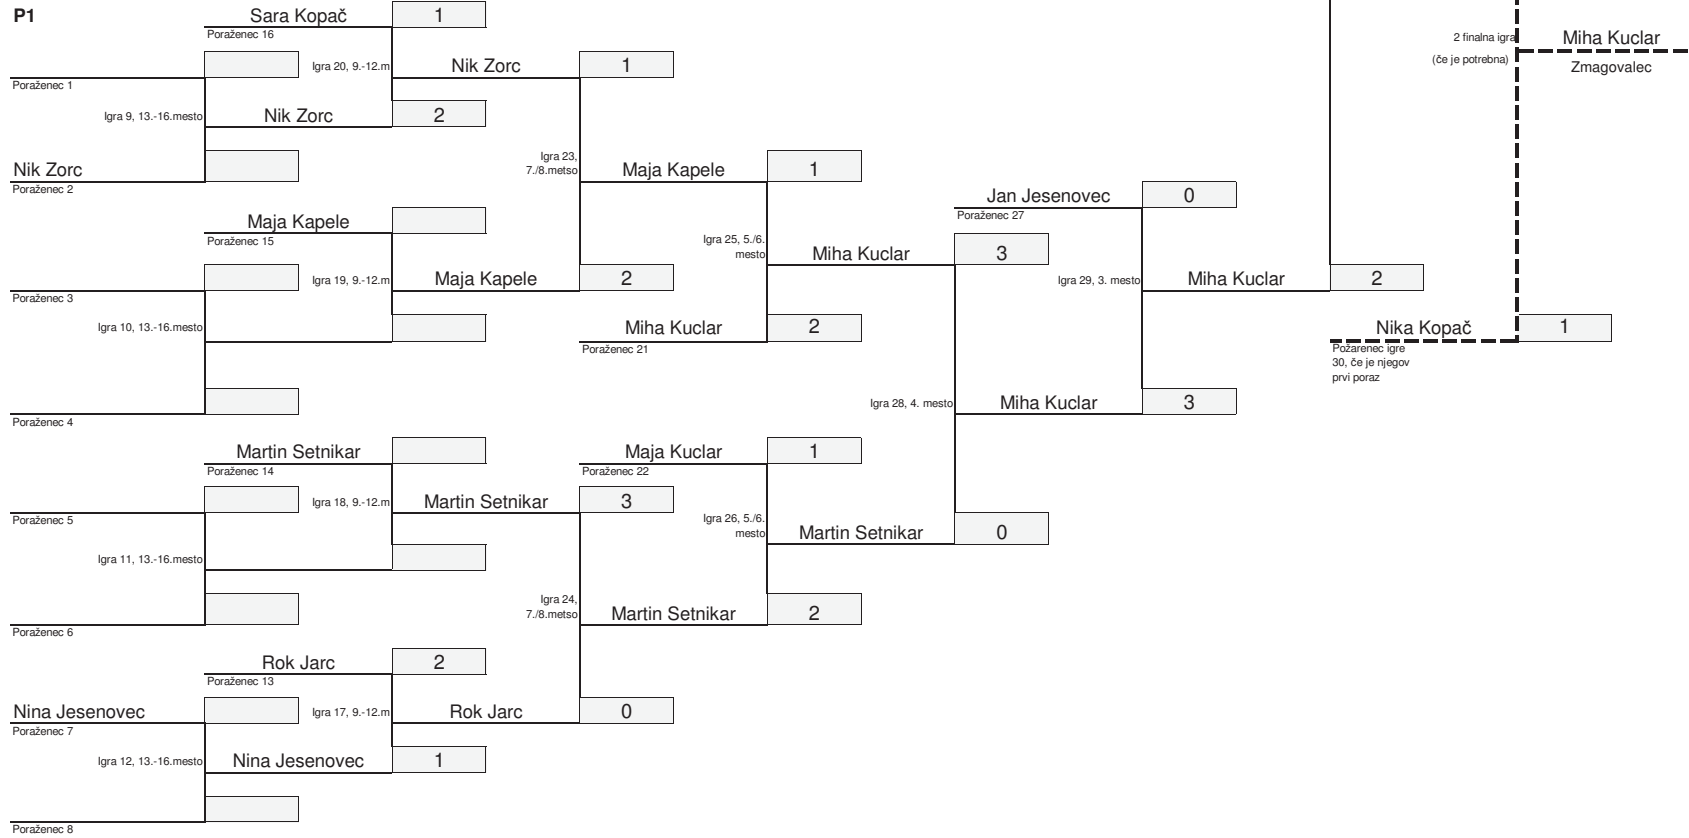 P1
Sara Kopač
1
Poraženec 16
2 finalna igra
Miha Kuclar
(če je potrebna)
Zmagovalec
Igra 20, 9.-12.m
Nik Zorc
1
Poraženec 1
Igra 9, 13.-16.mesto
Nik Zorc
2
Igra 23,
7./8.metso
Nik Zorc
Poraženec 2
Maja Kapele
1
Jan Jesenovec
0
Poraženec 27
Maja Kapele
Poraženec 15
Igra 25, 5./6.
mesto
Miha Kuclar
3
Igra 19, 9.-12.m
Maja Kapele
2
Igra 29, 3. mesto
Miha Kuclar
2
Poraženec 3
Igra 10, 13.-16.mesto
Miha Kuclar
2
Poraženec 21
Nika Kopač
1
Požarenec igre
30, če je njegov
prvi poraz
Igra 28, 4. mesto
Miha Kuclar
3
Poraženec 4
Martin Setnikar
Poraženec 14
Maja Kuclar
1
Poraženec 22
Igra 18, 9.-12.m
Martin Setnikar
3
Poraženec 5
Igra 26, 5./6.
mesto
Martin Setnikar
0
Igra 11, 13.-16.mesto
Igra 24,
7./8.metso
Martin Setnikar
2
Poraženec 6
Rok Jarc
2
Poraženec 13
Nina Jesenovec
Poraženec 7
Igra 17, 9.-12.m
Rok Jarc
0
Igra 12, 13.-16.mesto
Nina Jesenovec
1
Poraženec 8